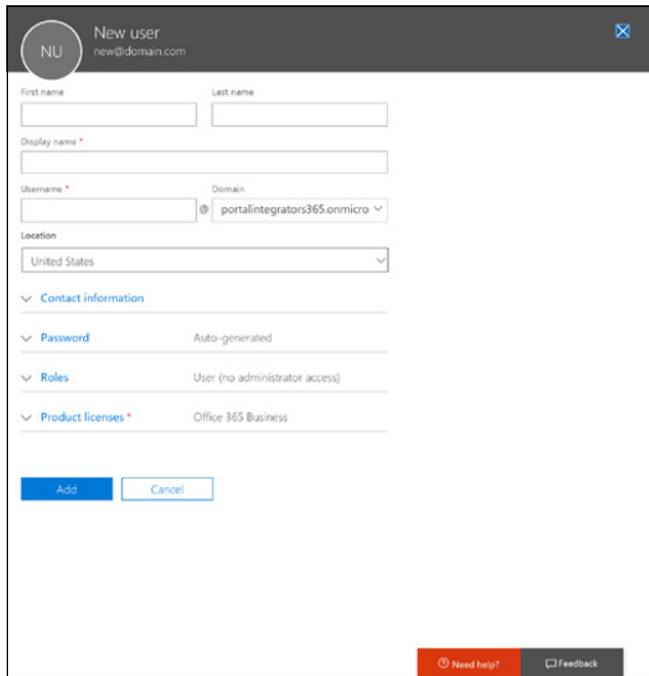 NU
New user
new@domain.com
First name Last name
Display name *
Username * Domain
@ portalintegrators365.onmicro
Location
United States
Contact information
Password Auto-generated
Roles User (no administrator access)
Product licenses * Office 365 Business
Add Cancel
Need help? Feedback